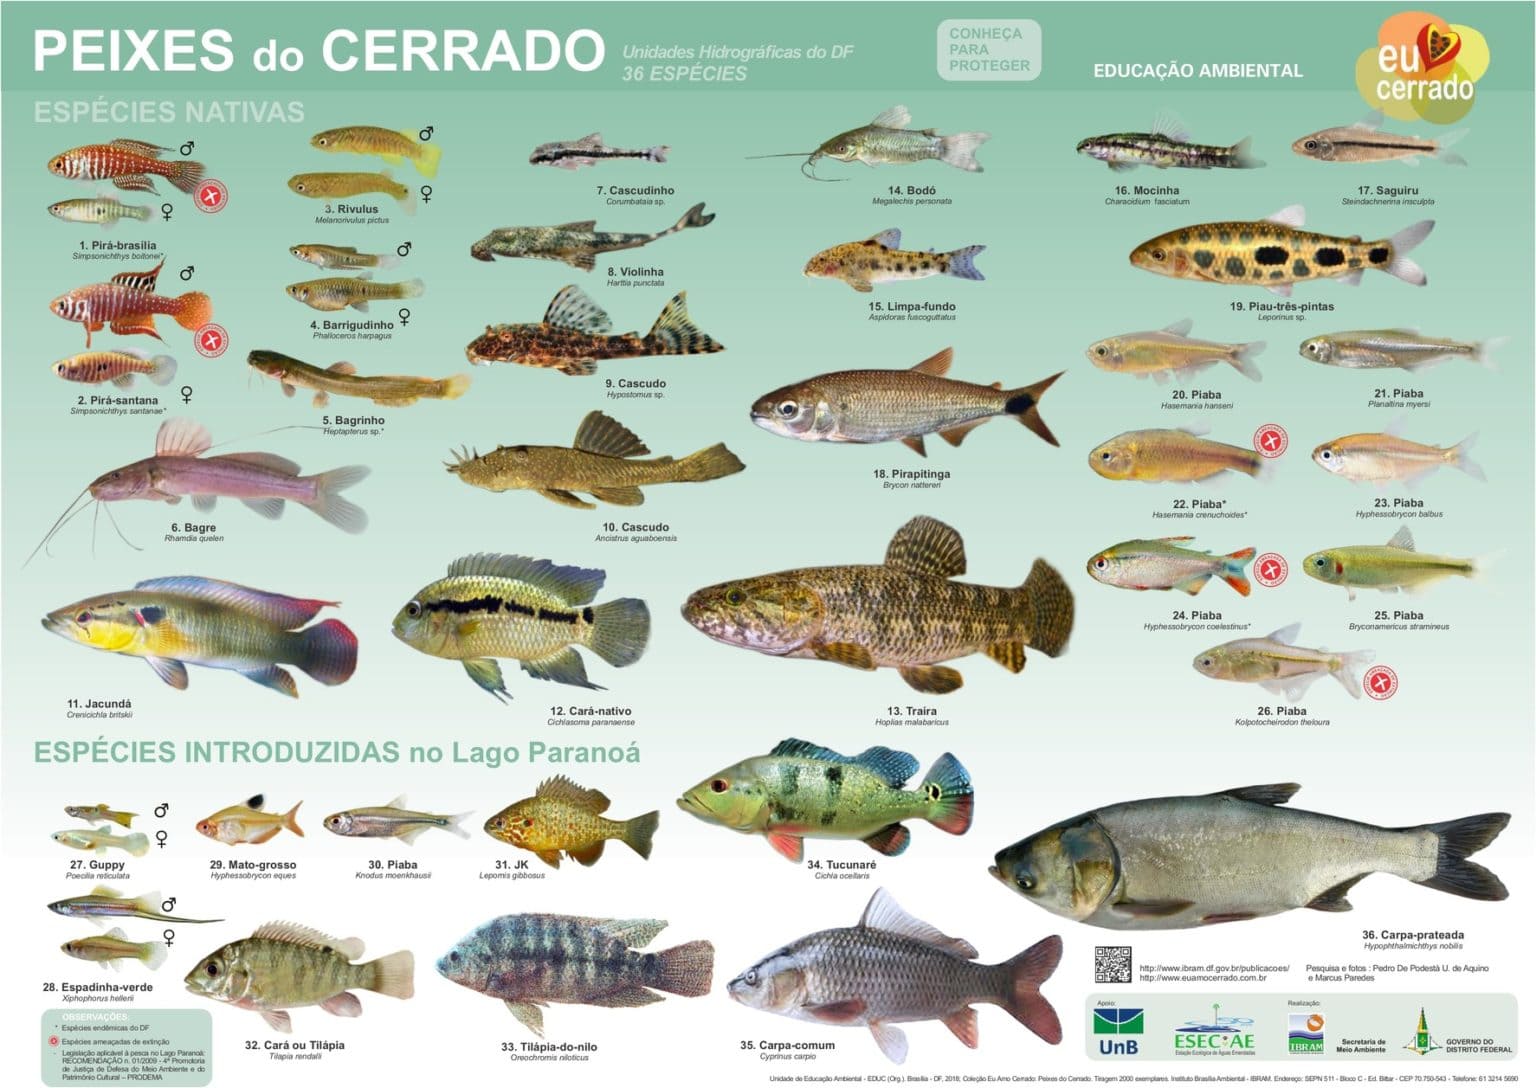 PEIXES do CERRADO
Unidades Hidrográficas do DF
36 ESPÉCIES
CONHEÇA
PARA
PROTEGER
EDUCAÇÃO AMBIENTAL
eu
cerrado
ESPÉCIES NATIVAS
♂
♀
1. Pirá-brasília
Simpsonichthys boitonei*
♂
♀
2. Pirá-santana
Simpsonichthys santanae*
♂
♀
3. Rivulus
Melanorivulus pictus
♂
♀
4. Barrigudinho
Phalloceros harpagus
5. Bagrinho
Heptapterus sp.*
6. Bagre
Rhamdia quelen
7. Cascudinho
Corumbataia sp.
8. Violinha
Harttia punctata
9. Cascudo
Hypostomus sp.
10. Cascudo
Ancistrus aguaboensis
11. Jacundá
Crenicichla britskii
12. Cará-nativo
Cichlasoma paranaense
13. Traíra
Hoplias malabaricus
14. Bodó
Megalechis personata
15. Limpa-fundo
Aspidoras fuscoguttatus
16. Mocinha
Characidium fasciatum
17. Saguiru
Steindachnerina insculpta
18. Pirapitinga
Brycon nattereri
19. Piau-três-pintas
Leporinus sp.
20. Piaba
Hasemania hanseni
21. Piaba
Planaltina myersi
22. Piaba*
Hasemania crenuchoides*
23. Piaba
Hyphessobrycon balbus
24. Piaba
Hyphessobrycon coelestinus*
25. Piaba
Bryconamericus stramineus
26. Piaba
Kolpotocheirodon theloura
ESPÉCIES INTRODUZIDAS no Lago Paranoá
♂
♀
27. Guppy
Poecilia reticulata
♂
♀
28. Espadinha-verde
Xiphophorus hellerii
29. Mato-grosso
Hyphessobrycon eques
30. Piaba
Knodus moenkhausii
31. JK
Lepomis gibbosus
32. Cará ou Tilápia
Tilapia rendalli
33. Tilápia-do-nilo
Oreochromis niloticus
34. Tucunaré
Cichla ocellaris
35. Carpa-comum
Cyprinus carpio
36. Carpa-prateada
Hypophthalmichthys nobilis
OBSERVAÇÕES:
* Espécies endêmicas do DF
Espécies ameaçadas de extinção
- Legislação aplicável à pesca no Lago Paranoá:
RECOMENDAÇÃO n. 01/2009 - 4ª Promotoria
de Justiça de Defesa do Meio Ambiente e do
Patrimônio Cultural – PRODEMA
http://www.ibram.df.gov.br/publicacoes/
http://www.euamocerrado.com.br
Pesquisa e fotos : Pedro De Podestà U. de Aquino
e Marcus Paredes
Apoio:
UnB
ESEC AE
Estação Ecológica de Águas Emendadas
Realização:
IBRAM
Secretaria de
Meio Ambiente
GOVERNO DO
DISTRITO FEDERAL
Unidade de Educação Ambiental - EDUC (Org.). Brasília - DF, 2018; Coleção Eu Amo Cerrado: Peixes do Cerrado. Tiragem 2000 exemplares. Instituto Brasília Ambiental - IBRAM. Endereço: SEPN 511 - Bloco C - Ed. Bittar - CEP 70.750-543 - Telefone: 61 3214 5690